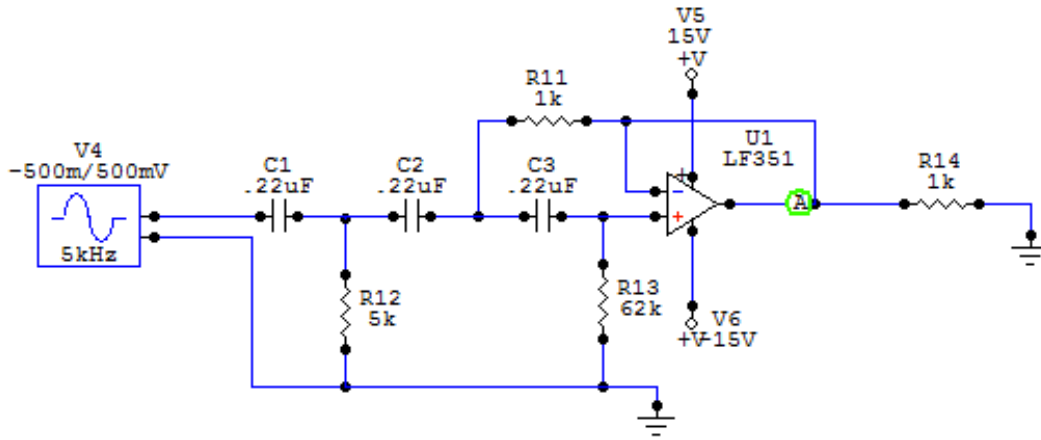 V5
15V
+V
R11
1k
U1
LF351
V4
-500m/500mV
C1
.22uF
C2
.22uF
C3
.22uF
R14
1k
+
-
+
A
5kHz
R12
5k
R13
62k
V6
+V-15V